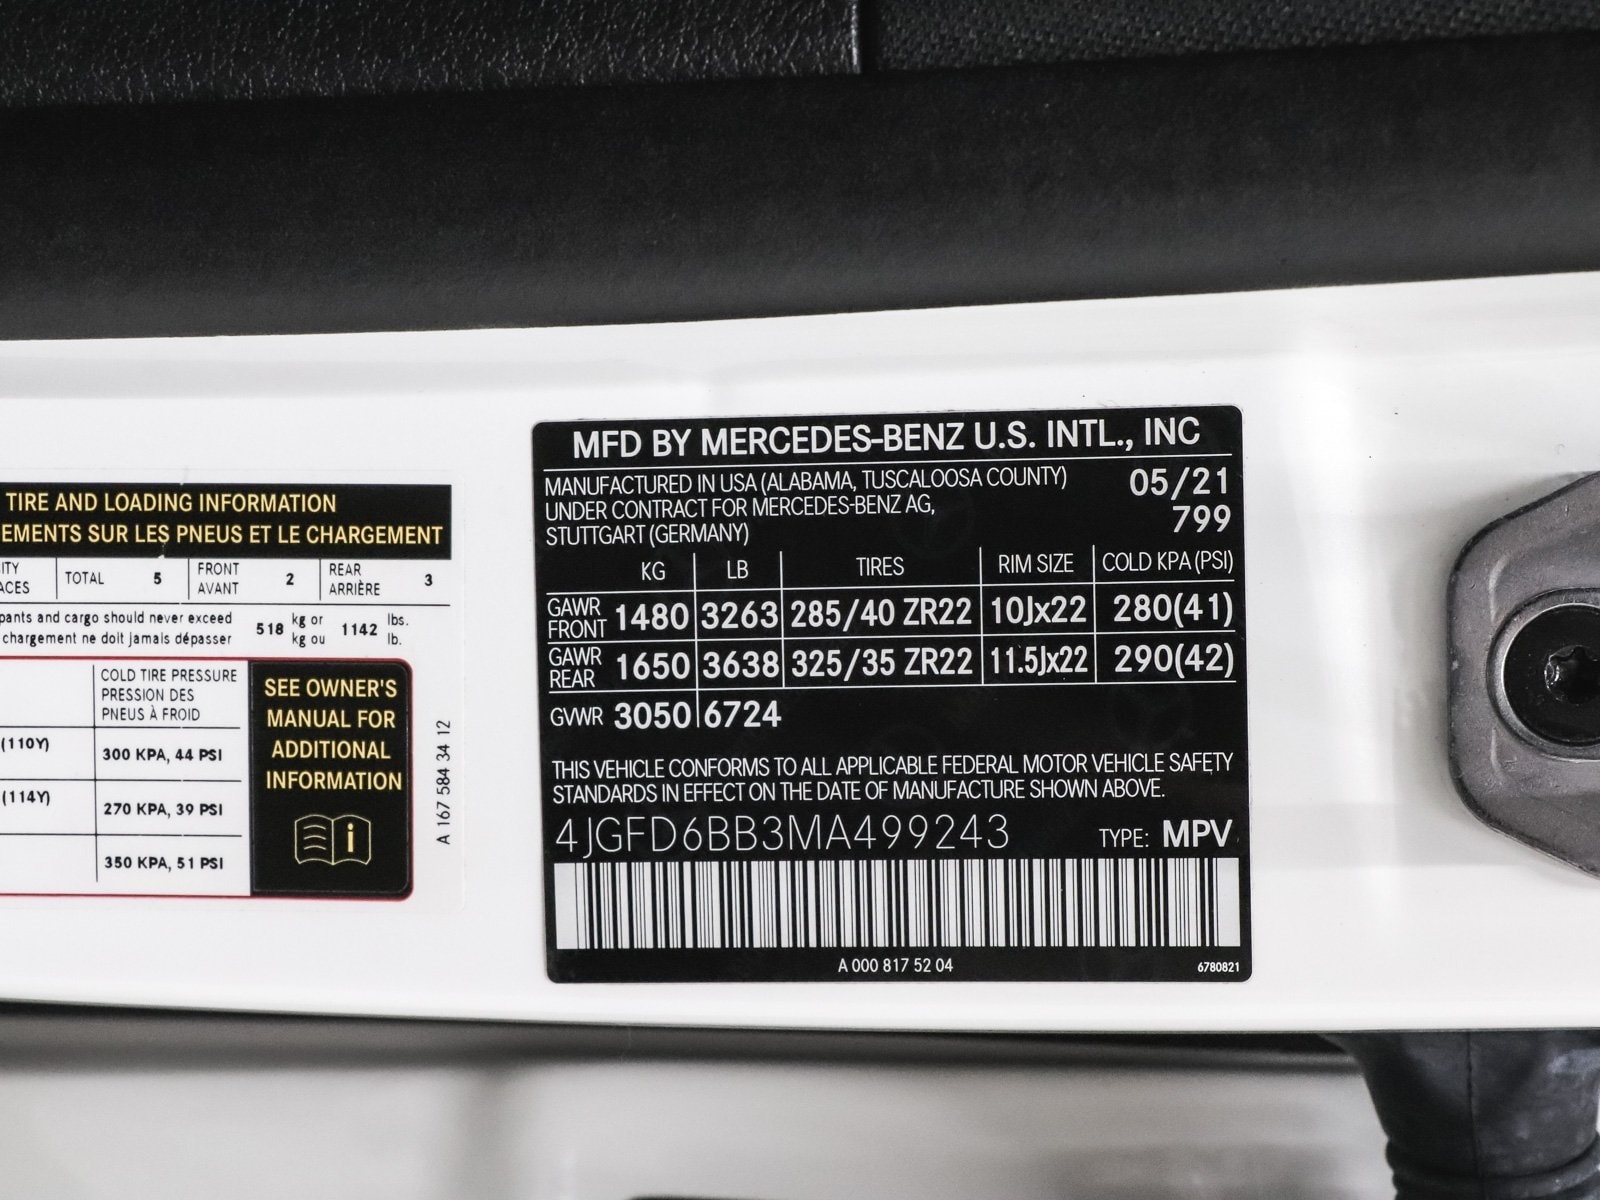 TIRE AND LOADING INFORMATION
EMENTS SUR LES PNEUS ET LE CHARGEMENT
ITY
ACES
TOTAL 5
FRONT
AVANT 2
REAR
ARRIÈRE 3
pants and cargo should never exceed
chargement ne doit jamais dépasser
518 kg or
kg ou
1142 lbs.
lb.
COLD TIRE PRESSURE
PRESSION DES
PNEUS À FROID
(110Y) 300 KPA, 44 PSI
(114Y) 270 KPA, 39 PSI
350 KPA, 51 PSI
SEE OWNER'S
MANUAL FOR
ADDITIONAL
INFORMATION
i
A 167 584 34 12
MFD BY MERCEDES-BENZ U.S. INTL., INC
MANUFACTURED IN USA (ALABAMA, TUSCALOOSA COUNTY) 05/21
UNDER CONTRACT FOR MERCEDES-BENZ AG, 799
STUTTGART (GERMANY)
KG LB TIRES RIM SIZE COLD KPA (PSI)
GAWR
FRONT 1480 3263 285/40 ZR22 10Jx22 280(41)
GAWR
REAR 1650 3638 325/35 ZR22 11.5Jx22 290(42)
GVWR 3050 6724
THIS VEHICLE CONFORMS TO ALL APPLICABLE FEDERAL MOTOR VEHICLE SAFETY
STANDARDS IN EFFECT ON THE DATE OF MANUFACTURE SHOWN ABOVE.
4JGFD6BB3MA499243 TYPE: MPV
A 000 817 52 04 6780821